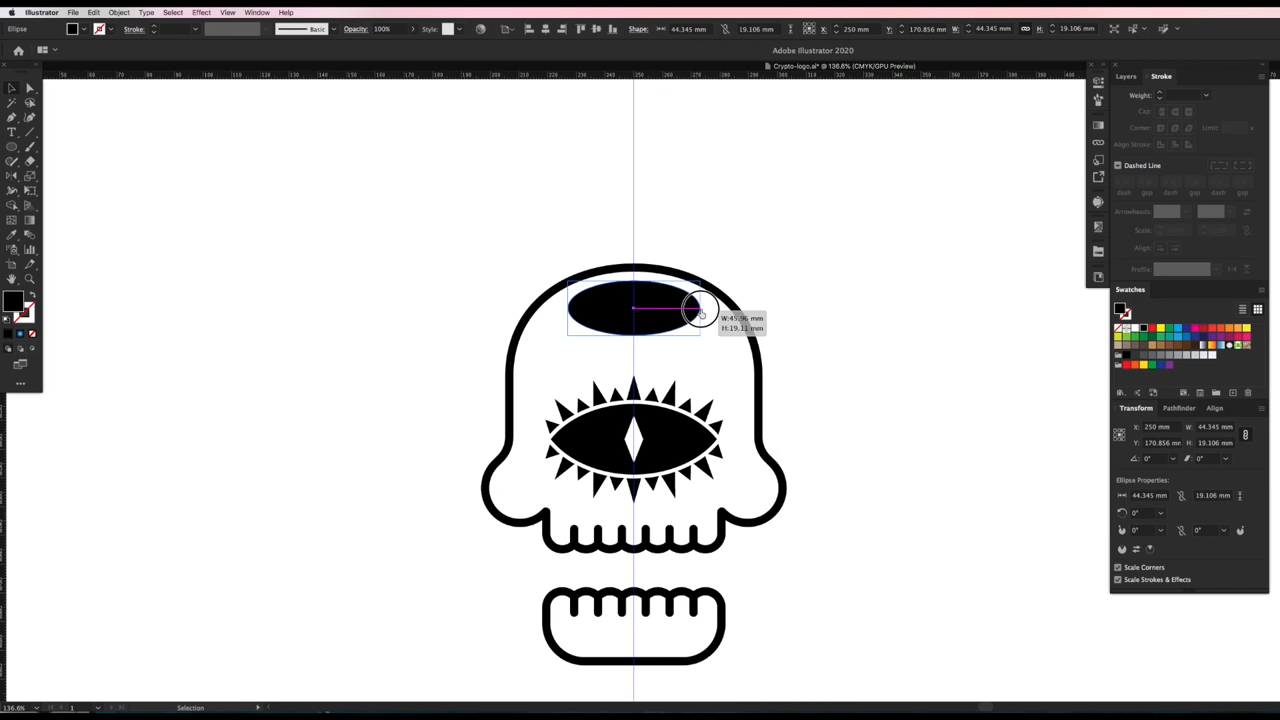 Illustrator File Edit Object Type Select Effect View Window Help
Ellipse Stroke: Basic Opacity: 100% Style: Shape: 44.345 mm 19.106 mm X: 250 mm Y: 170.856 mm W: 44.345 mm H: 19.106 mm
Adobe Illustrator 2020
Crypto-logo.ai* @ 136.6% (CMYK/GPU Preview)
Layers Stroke
Weight:
Cap:
Corner: Limit: x
Align Stroke:
Dashed Line
dash gap dash gap dash gap
Arrowheads:
Scale:
Align:
Profile:
Swatches
W: 45.96 mm
H: 19.11 mm
Transform Pathfinder Align
X: 250 mm W: 44.345 mm
Y: 170.856 mm H: 19.106 mm
0° 0°
Ellipse Properties:
44.345 mm 19.106 mm
0°
0° 0°
Scale Corners
Scale Strokes & Effects
136.6% 1 Selection